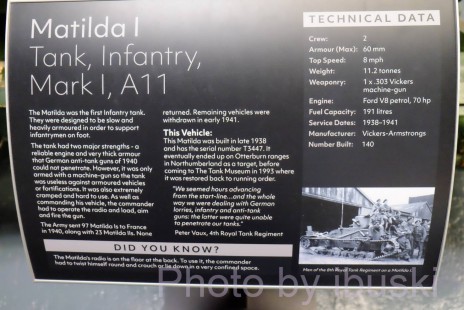 Matilda I
Tank, Infantry,
Mark I, A11
The Matilda was the first Infantry tank.
They were designed to be slow and
heavily armoured in order to support
infantrymen on foot.
The tank had two major strengths - a
reliable engine and very thick armour
that German anti-tank guns of 1940
could not penetrate. However, it was only
armed with a machine-gun so the tank
was useless against armoured vehicles
or fortifications. It was also extremely
cramped and hard to use. As well as
commanding his vehicle, the commander
had to operate the radio and load, aim
and fire the gun.
The Army sent 97 Matilda Is to France
in 1940, along with 23 Matilda IIs. None
returned. Remaining vehicles were
withdrawn in early 1941.
This Vehicle:
This Matilda was built in late 1938
and has the serial number T3447. It
eventually ended up on Otterburn ranges
in Northumberland as a target, before
coming to The Tank Museum in 1993 where
it was restored back to running order.
"We seemed hours advancing
from the start-line...and the whole
way we were dealing with German
lorries, infantry and anti-tank
guns: the latter were quite unable
to penetrate our tanks."
Peter Vaux, 4th Royal Tank Regiment
DID YOU KNOW?
The Matilda's radio is on the floor at the back. To use it, the commander
had to twist himself round and crouch or lie down in a very confined space.
TECHNICAL DATA
Crew: 2
Armour (Max): 60 mm
Top Speed: 8 mph
Weight: 11.2 tonnes
Weaponry: 1 x .303 Vickers
machine-gun
Engine: Ford V8 petrol, 70 hp
Fuel Capacity: 191 litres
Service Dates: 1938-1941
Manufacturer: Vickers-Armstrongs
Number Built: 140
Men of the 8th Royal Tank Regiment on a Matilda I.
Photo by jbuski